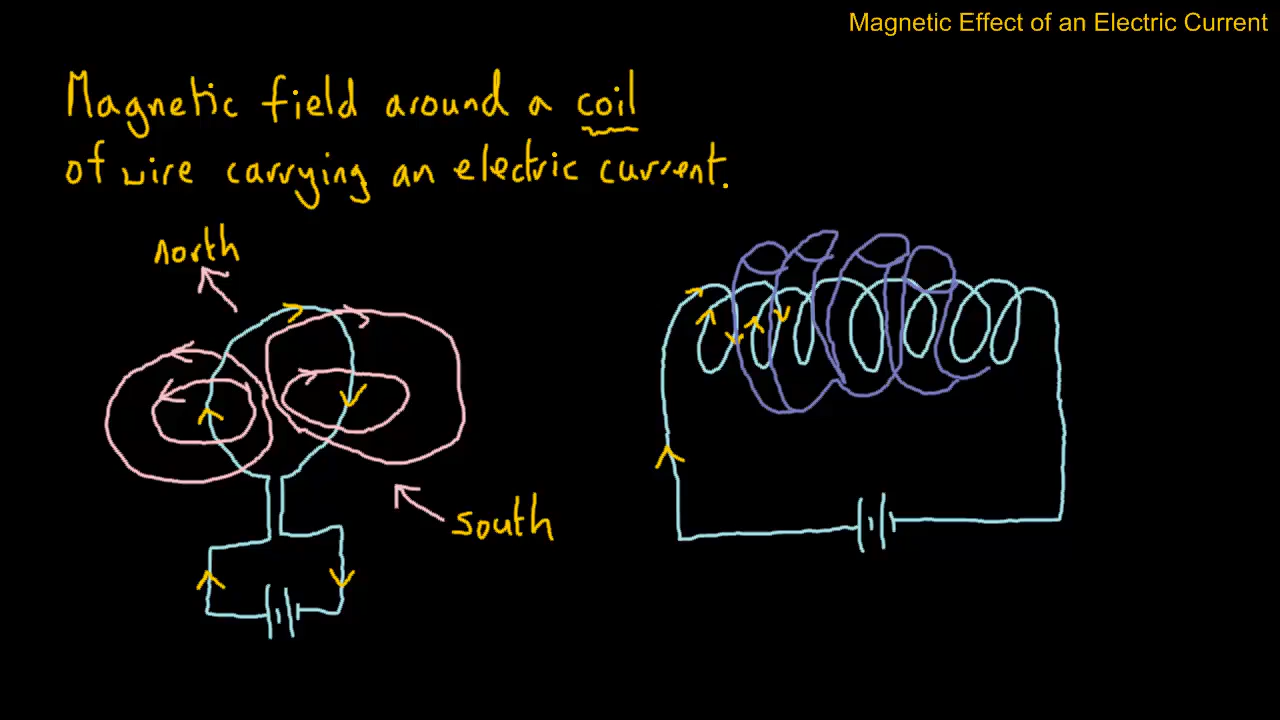 Magnetic Effect of an Electric Current
Magnetic field around a coil
of wire carrying an electric current.
north
south